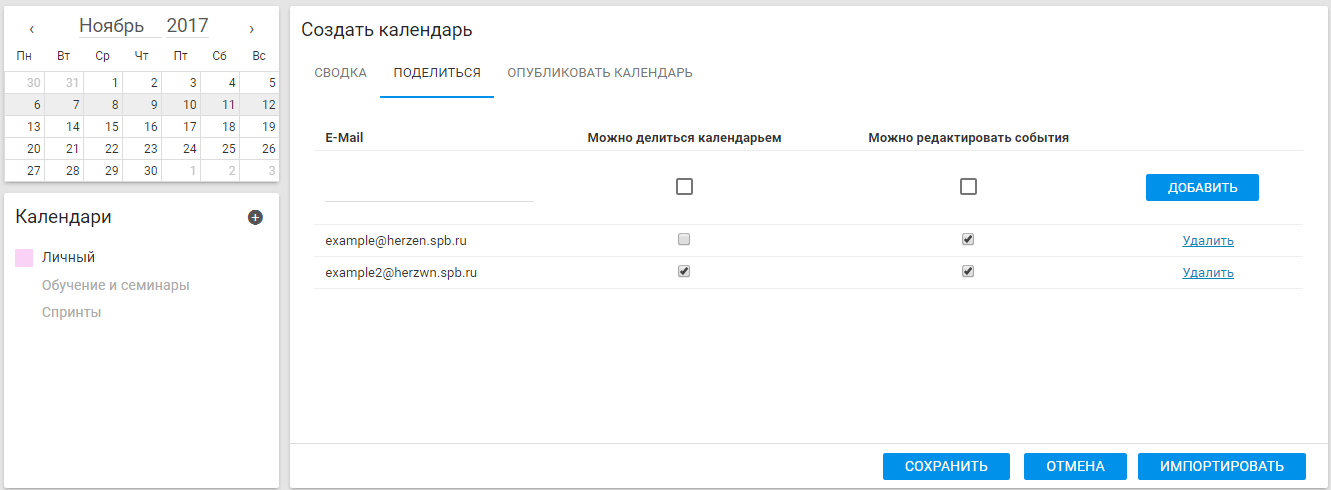 ‹ Ноябрь 2017 ›
Пн Вт Ср Чт Пт Сб Вс
30 31 1 2 3 4 5
6 7 8 9 10 11 12
13 14 15 16 17 18 19
20 21 22 23 24 25 26
27 28 29 30 1 2 3
Календари
Личный
Обучение и семинары
Спринты
Создать календарь
СВОДКА ПОДЕЛИТЬСЯ ОПУБЛИКОВАТЬ КАЛЕНДАРЬ
E-Mail Можно делиться календарьем Можно редактировать события
ДОБАВИТЬ
example@herzen.spb.ru Удалить
example2@herzwn.spb.ru Удалить
СОХРАНИТЬ ОТМЕНА ИМПОРТИРОВАТЬ